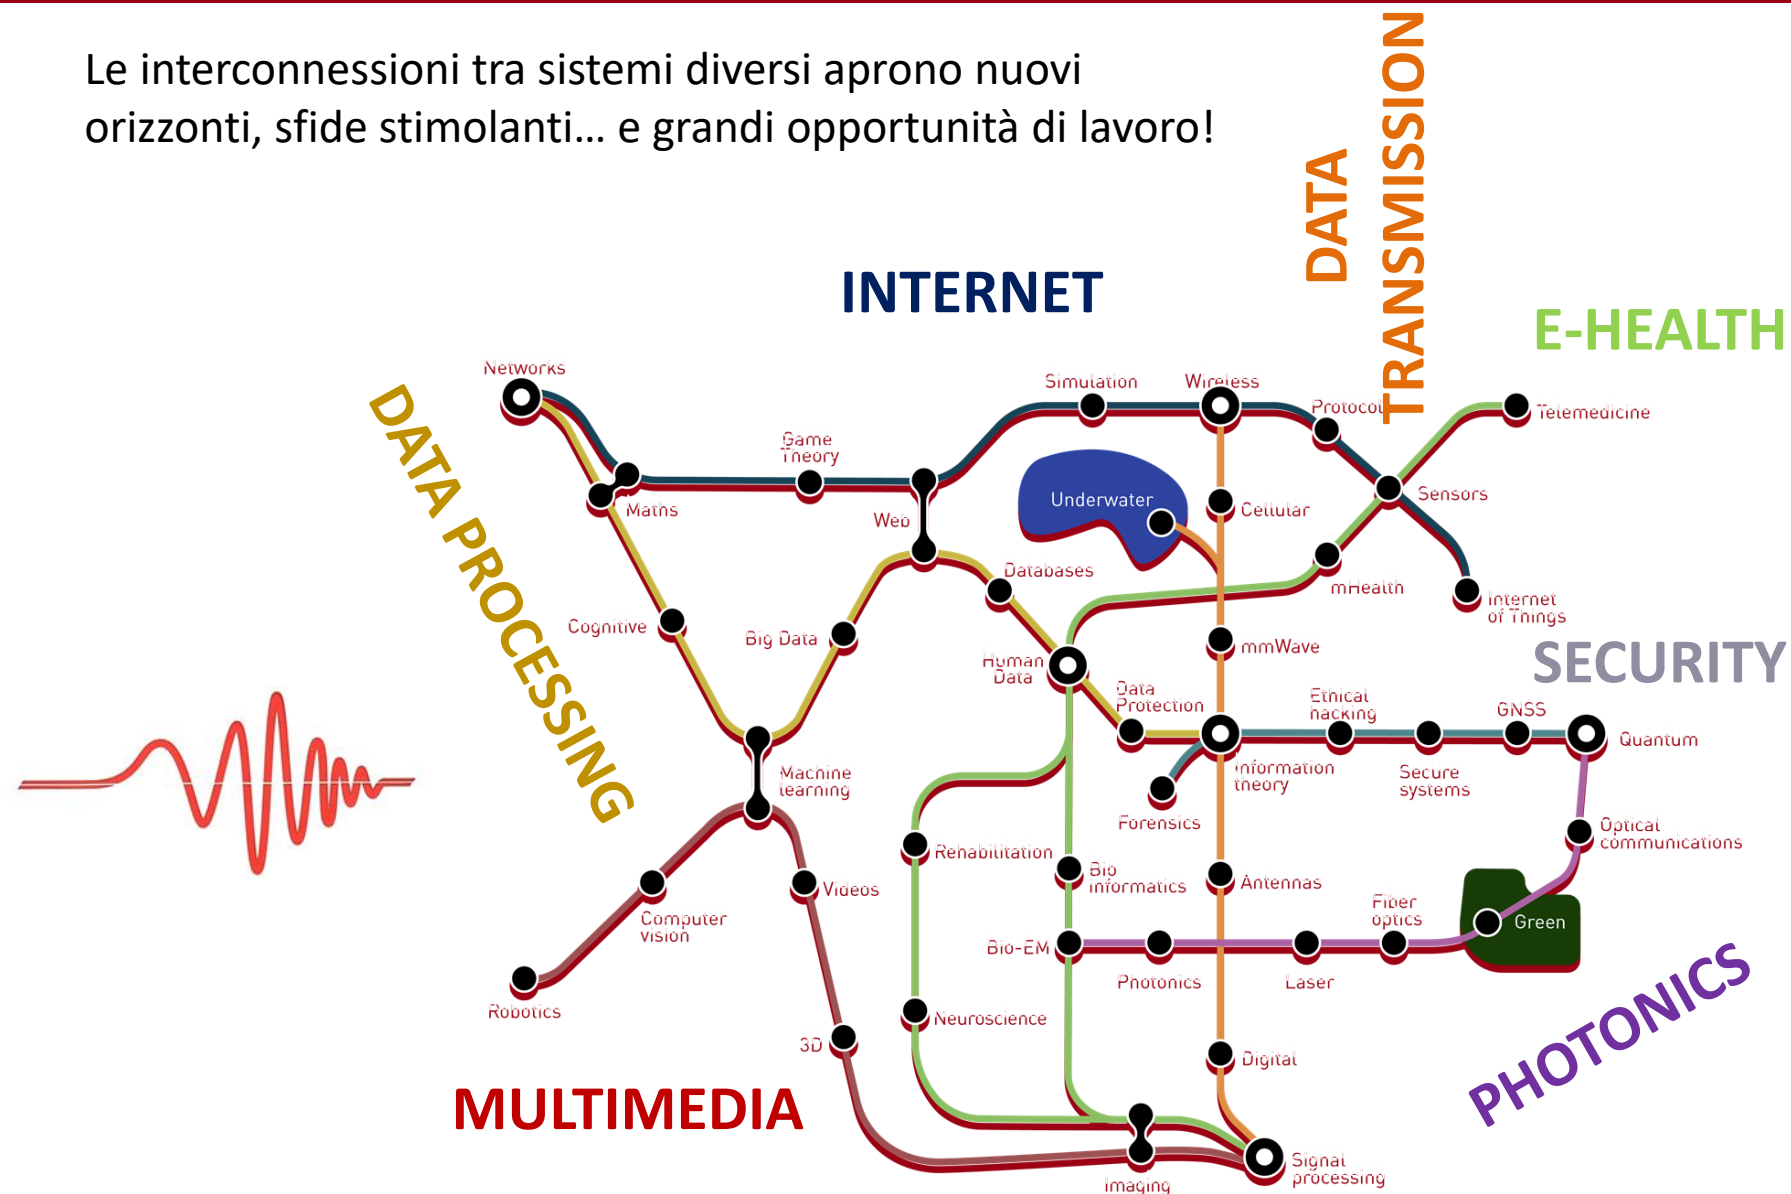 Le interconnessioni tra sistemi diversi aprono nuovi
orizzonti, sfide stimolanti… e grandi opportunità di lavoro!
DATA
TRANSMISSION
INTERNET
E-HEALTH
DATA PROCESSING
SECURITY
PHOTONICS
MULTIMEDIA
Networks
Simulation
Wireless
Protocol
Telemedicine
Game
Theory
Maths
Web
Underwater
Cellular
Sensors
Databases
mHealth
Internet
of Things
Cognitive
Big Data
Human
Data
mmWave
Data
Protection
Ethical
hacking
GNSS
Quantum
Machine
learning
Information
theory
Secure
systems
Forensics
Optical
communications
Rehabilitation
Bio
informatics
Antennas
Videos
Computer
vision
Fiber
optics
Green
Bio-EM
Photonics
Laser
Robotics
Neuroscience
3D
Digital
Imaging
Signal
processing